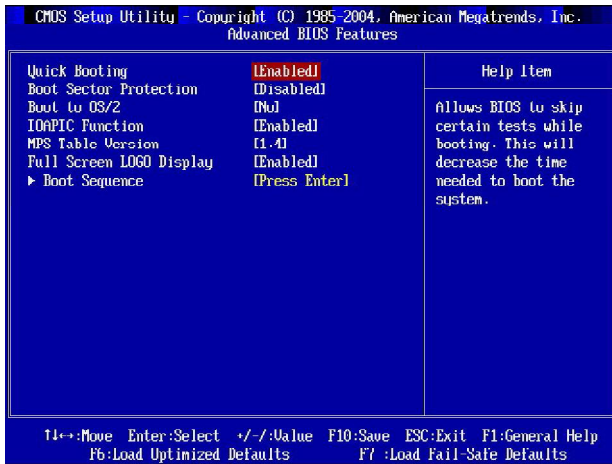 CMOS Setup Utility - Copyright (C) 1985-2004, American Megatrends, Inc.
Advanced BIOS Features
Quick Booting [Enabled]
Boot Sector Protection [Disabled]
Boot to OS/2 [No]
IOAPIC Function [Enabled]
MPS Table Version [1.4]
Full Screen LOGO Display [Enabled]
▶ Boot Sequence [Press Enter]
Help Item
Allows BIOS to skip
certain tests while
booting. This will
decrease the time
needed to boot the
system.
↑↓←→:Move Enter:Select +/-/:Value F10:Save ESC:Exit F1:General Help
F6:Load Optimized Defaults F7 :Load Fail-Safe Defaults